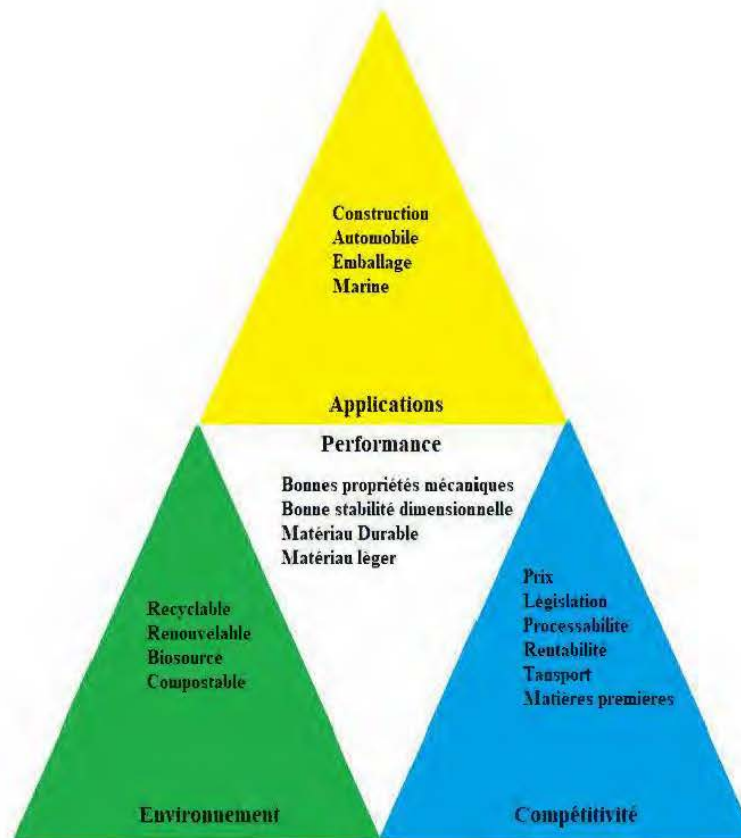 Construction
Automobile
Emballage
Marine
Applications
Performance
Bonnes propriétés mécaniques
Bonne stabilité dimensionnelle
Matériau Durable
Matériau lèger
Recyclable
Renouvelable
Biosourcé
Compostable
Environnement
Prix
Législation
Processabilité
Rentabilité
Tansport
Matières premières
Compétitivité